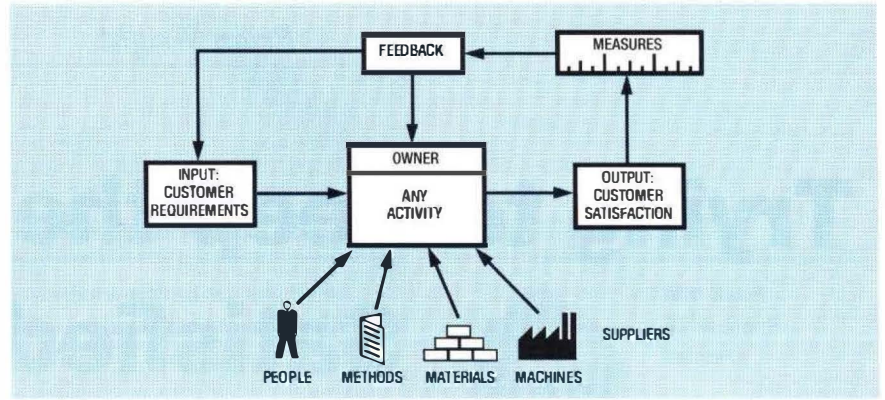 FEEDBACK
MEASURES
INPUT:
CUSTOMER
REQUIREMENTS
OWNER
ANY
ACTIVITY
OUTPUT:
CUSTOMER
SATISFACTION
SUPPLIERS
PEOPLE
METHODS
MATERIALS
MACHINES